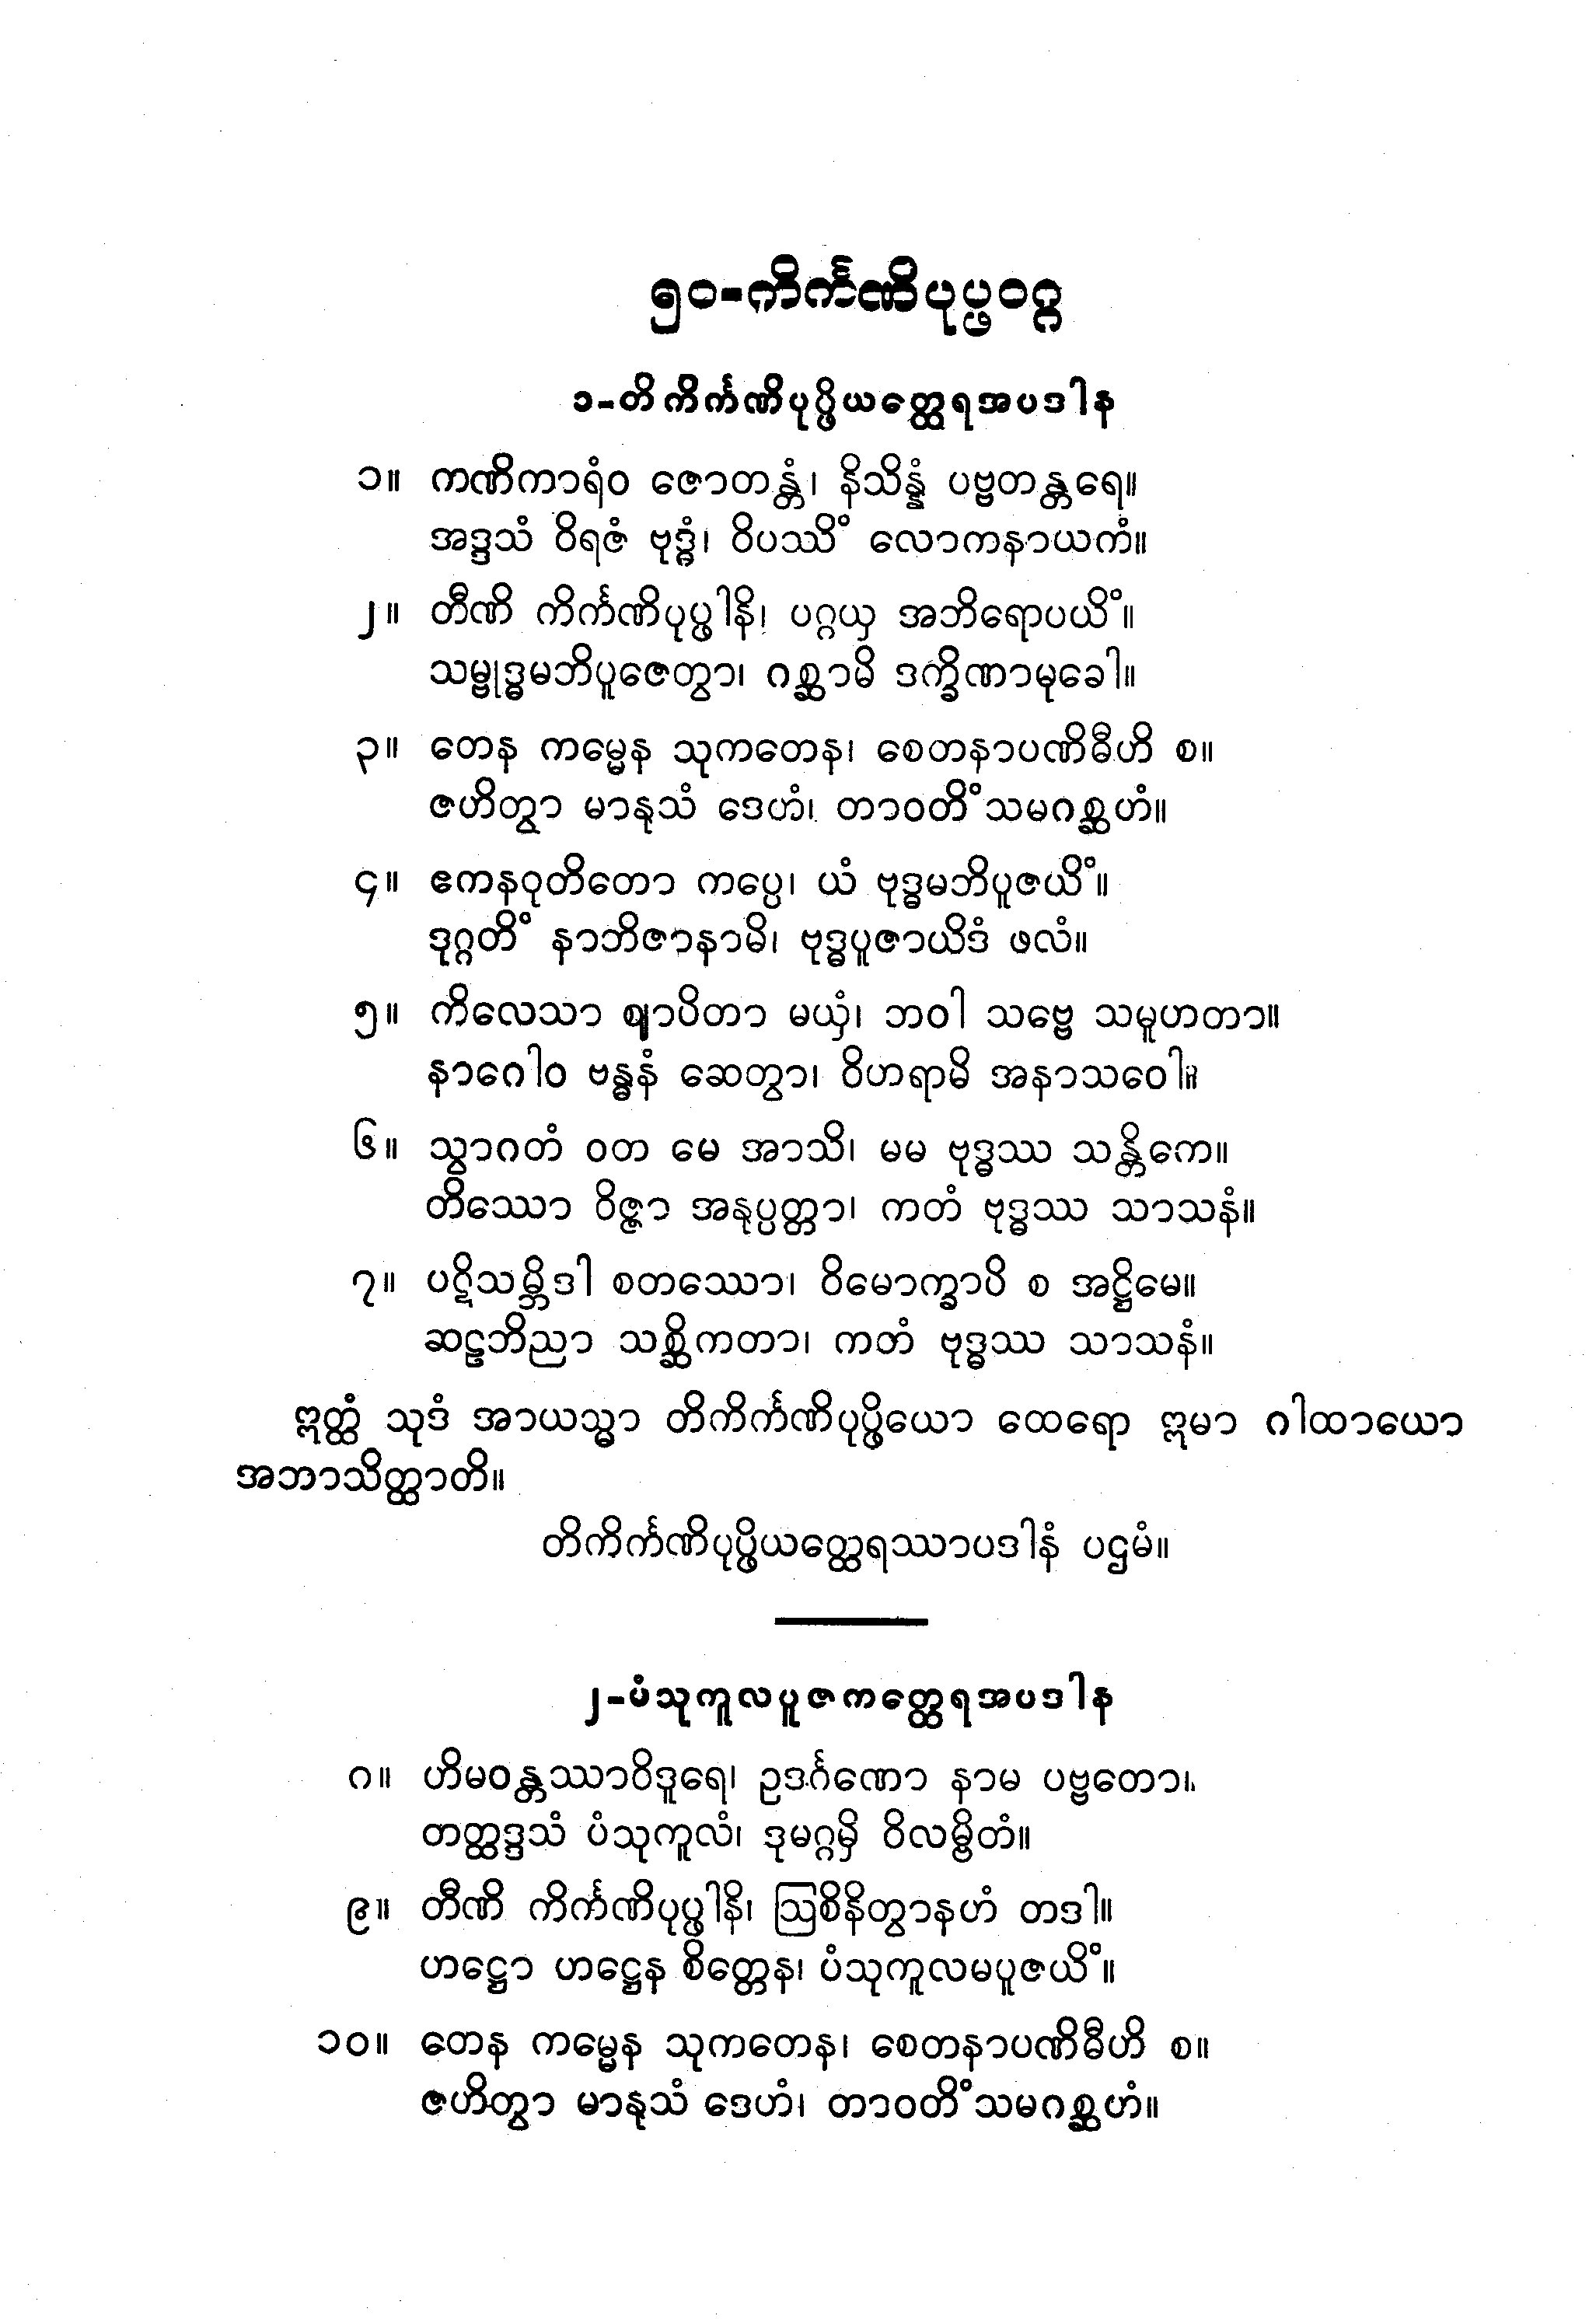 ၅၀-ကိင်္ကဏိပုပ္ဖဝဂ္ဂ
၁-တိကိင်္ကဏိပုပ္ဖိယတ္ထေရအပဒါန
၁။ ကဏိကာရံဝ ဇောတန္တံ၊ နိသိန္နံ ပဗ္ဗတန္တရေ။
အဒ္ဒသံ ဝိရဇံ ဗုဒ္ဓံ၊ ဝိပဿိံ လောကနာယကံ။
၂။ တီဏိ ကိင်္ကဏိပုပ္ဖါနိ၊ ပဂ္ဂယှ အဘိရောပယိံ။
သမ္ဗုဒ္ဓမဘိပူဇေတွာ၊ ဂစ္ဆာမိ ဒက္ခိဏာမုခေါ။
၃။ တေန ကမ္မေန သုကတေန၊ စေတနာပဏိဓီဟိ စ။
ဇဟိတွာ မာနုသံ ဒေဟံ၊ တာဝတိံသမဂစ္ဆဟံ။
၄။ ဧကနဝုတိတော ကပ္ပေ၊ ယံ ဗုဒ္ဓမဘိပူဇယိံ။
ဒုဂ္ဂတိံ နာဘိဇာနာမိ၊ ဗုဒ္ဓပူဇာယိဒံ ဖလံ။
၅။ ကိလေသာ ဈာပိတာ မယှံ၊ ဘဝါ သဗ္ဗေ သမူဟတာ။
နာဂေါဝ ဗန္ဓနံ ဆေတွာ၊ ဝိဟရာမိ အနာသဝေါ။
၆။ သွာဂတံ ဝတ မေ အာသိ၊ မမ ဗုဒ္ဓဿ သန္တိကေ။
တိဿော ဝိဇ္ဇာ အနုပ္ပတ္တာ၊ ကတံ ဗုဒ္ဓဿ သာသနံ။
၇။ ပဋိသမ္ဘိဒါ စတဿော၊ ဝိမောက္ခာပိ စ အဋ္ဌိမေ။
ဆဠဘိညာ သစ္ဆိကတာ၊ ကတံ ဗုဒ္ဓဿ သာသနံ။
ဣတ္ထံ သုဒံ အာယသ္မာ တိကိင်္ကဏိပုပ္ဖိယော ထေရော ဣမာ ဂါထာယော
အဘာသိတ္ထာတိ။
တိကိင်္ကဏိပုပ္ဖိယတ္ထေရဿာပဒါနံ ပဌမံ။
၂-ပံသုကူလပူဇကတ္ထေရအပဒါန
၈။ ဟိမဝန္တဿာဝိဒူရေ၊ ဥဒင်္ဂဏော နာမ ပဗ္ဗတော။
တတ္ထဒ္ဒသံ ပံသုကူလံ၊ ဒုမဂ္ဂမှိ ဝိလမ္ဗိတံ။
၉။ တီဏိ ကိင်္ကဏိပုပ္ဖါနိ၊ ဩစိနိတွာနဟံ တဒါ။
ဟဋ္ဌော ဟဋ္ဌေန စိတ္တေန၊ ပံသုကူလမပူဇယိံ။
၁၀။ တေန ကမ္မေန သုကတေန၊ စေတနာပဏိဓီဟိ စ။
ဇဟိတွာ မာနုသံ ဒေဟံ၊ တာဝတိံသမဂစ္ဆဟံ။